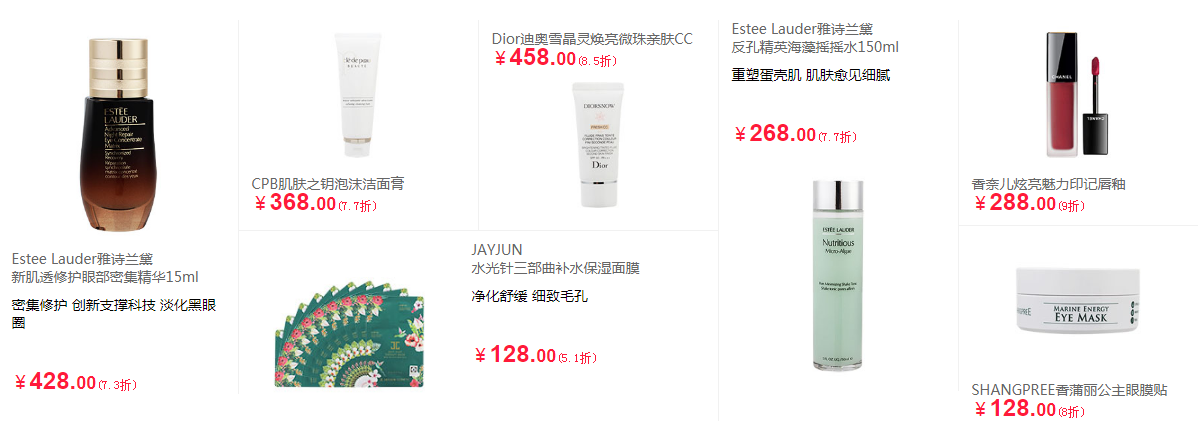 ESTĒE
LAUDER
Advanced
Night Repair
Eye Concentrate
Matrix
Synchronized
Recovery
Estee Lauder雅诗兰黛
新肌透修护眼部密集精华15ml
密集修护 创新支撑科技 淡化黑眼
圈
￥428.00(7.3折)
clé de peau
BEAUTÉ
CPB肌肤之钥泡沫洁面膏
￥368.00(7.7折)
Dior迪奥雪晶灵焕亮微珠亲肤CC
￥458.00(8.5折)
DIORSNOW
Dior
JAYJUN
水光针三部曲补水保湿面膜
净化舒缓 细致毛孔
￥128.00(5.1折)
Estee Lauder雅诗兰黛
反孔精英海藻摇摇水150ml
重塑蛋壳肌 肌肤愈见细腻
￥268.00(7.7折)
ESTĒE LAUDER
Nutritious
Micro-Algae
CHANEL
CHANEL
香奈儿炫亮魅力印记唇釉
￥288.00(9折)
MARINE ENERGY
EYE MASK
SHANGPREE香蒲丽公主眼膜贴
￥128.00(8折)